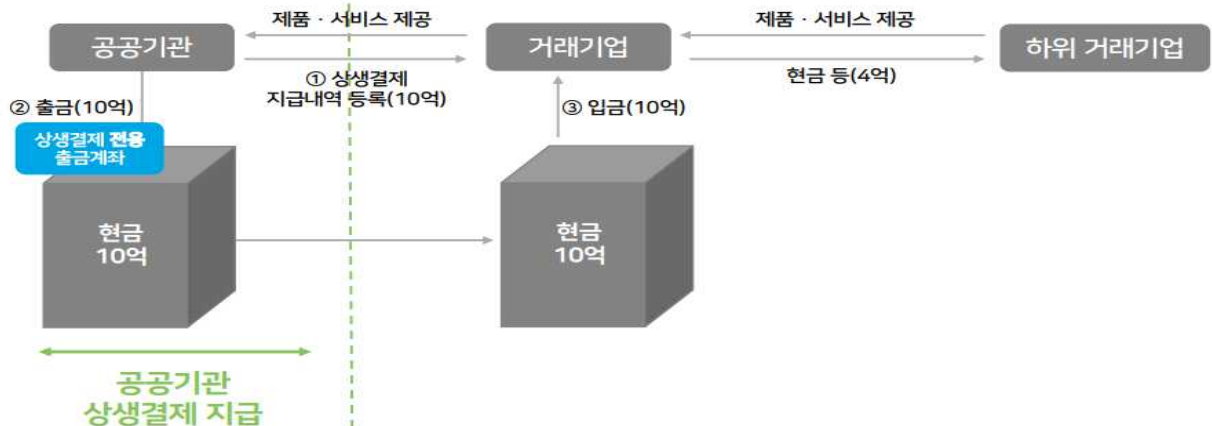 제품 · 서비스 제공
제품 · 서비스 제공
공공기관
거래기업
하위 거래기업
① 상생결제
지급내역 등록(10억)
현금 등(4억)
② 출금(10억)
③ 입금(10억)
상생결제 전용
출금계좌
현금
10억
현금
10억
공공기관
상생결제 지급